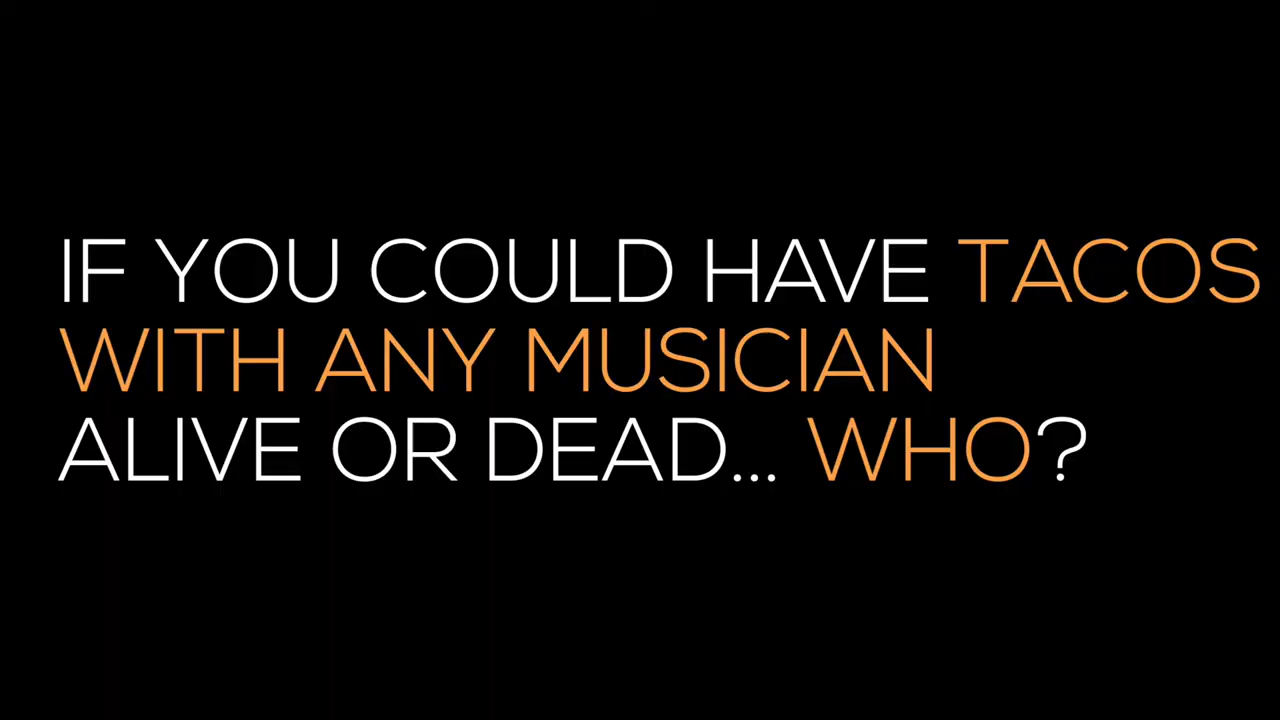 IF YOU COULD HAVE TACOS
WITH ANY MUSICIAN
ALIVE OR DEAD... WHO?